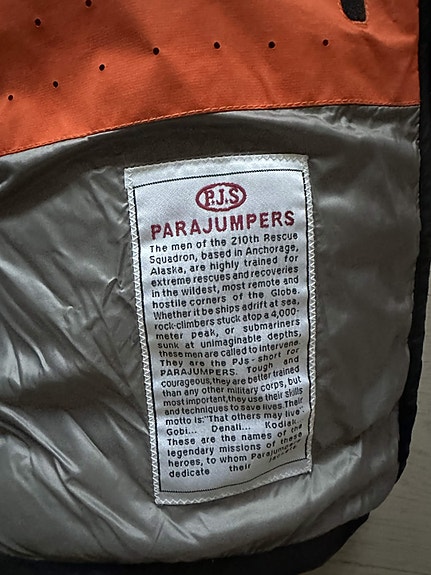 P.J.S
PARAJUMPERS
The men of the 210th Rescue
Squadron, based in Anchorage,
Alaska, are highly trained for
extreme rescues and recoveries
in the wildest, most remote and
hostile corners of the Globe.
Whether it be ships adrift at sea,
rock-climbers stuck atop a 4,000-
meter peak, or submariners
sunk at unimaginable depths,
these men are called to intervene.
They are the PJs - short for
PARAJUMPERS. Tough and
courageous, they are better trained
than any other military corps, but
most important, they use their skills
and techniques to save lives. Their
motto is: "That others may live".
Gobi... Denali... Kodiak...
These are the names of the
legendary missions of these
heroes, to whom Parajumpers
dedicate their jackets